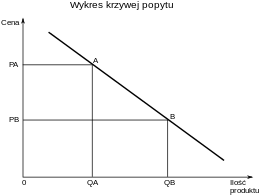 Wykres krzywej popytu
Cena
A
PA
B
PB
0
QA
QB
Ilość
produktu